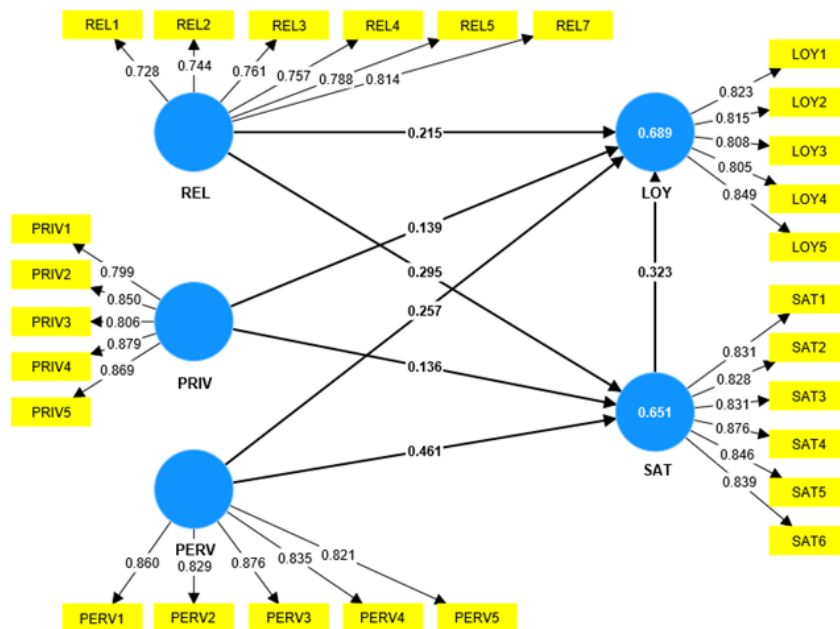 REL1 REL2 REL3 REL4 REL5 REL7
0.728 0.744 0.761 0.757 0.788 0.814
REL
LOY1
LOY2
LOY3
LOY4
LOY5
0.823
0.815
0.808
0.805
0.849
0.689
LOY
0.215
0.139
0.295
0.257
0.323
0.136
0.461
PRIV1
PRIV2
PRIV3
PRIV4
PRIV5
0.799
0.850
0.806
0.879
0.869
PRIV
SAT1
SAT2
SAT3
SAT4
SAT5
SAT6
0.831
0.828
0.831
0.876
0.846
0.839
0.651
SAT
PERV
0.860 0.829 0.876 0.835 0.821
PERV1 PERV2 PERV3 PERV4 PERV5